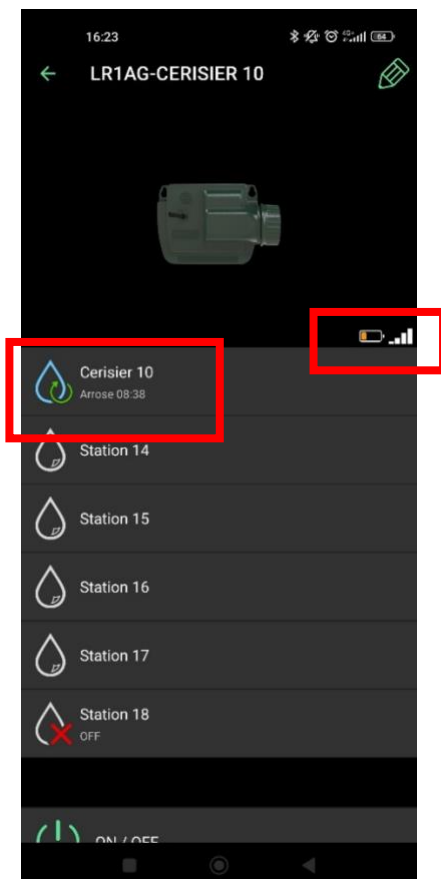 16:23
64
LR1AG-CERISIER 10
Cerisier 10
Arrose 08:38
Station 14
Station 15
Station 16
Station 17
Station 18
OFF
ON / OFF